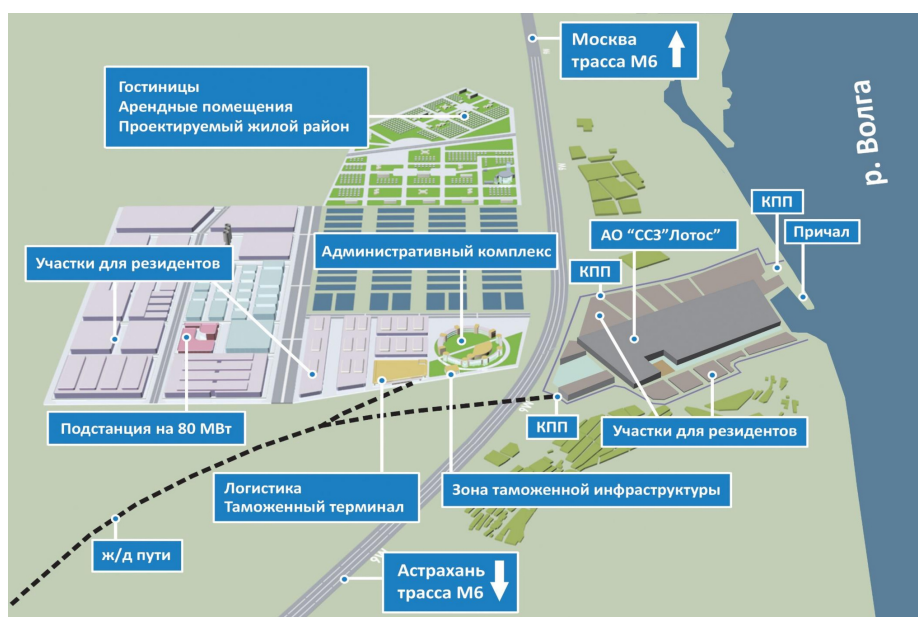 Москва
трасса М6
Гостиницы
Арендные помещения
Проектируемый жилой район
р. Волга
КПП
АО “ССЗ”Лотос”
Причал
Участки для резидентов
Административный комплекс
КПП
Подстанция на 80 МВт
КПП
Участки для резидентов
Логистика
Таможенный терминал
Зона таможенной инфраструктуры
ж/д пути
Астрахань
трасса М6
М6
М6